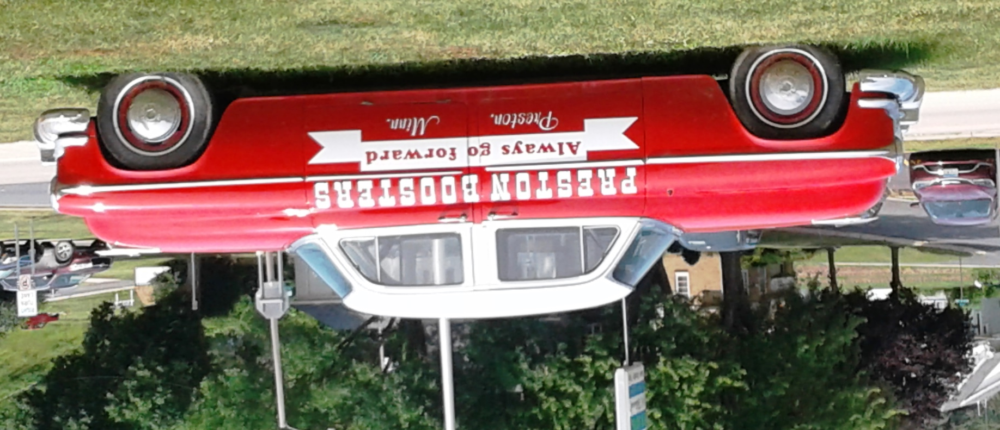 PRESTON BOOSTERS
Always go forward
Preston, Minn.